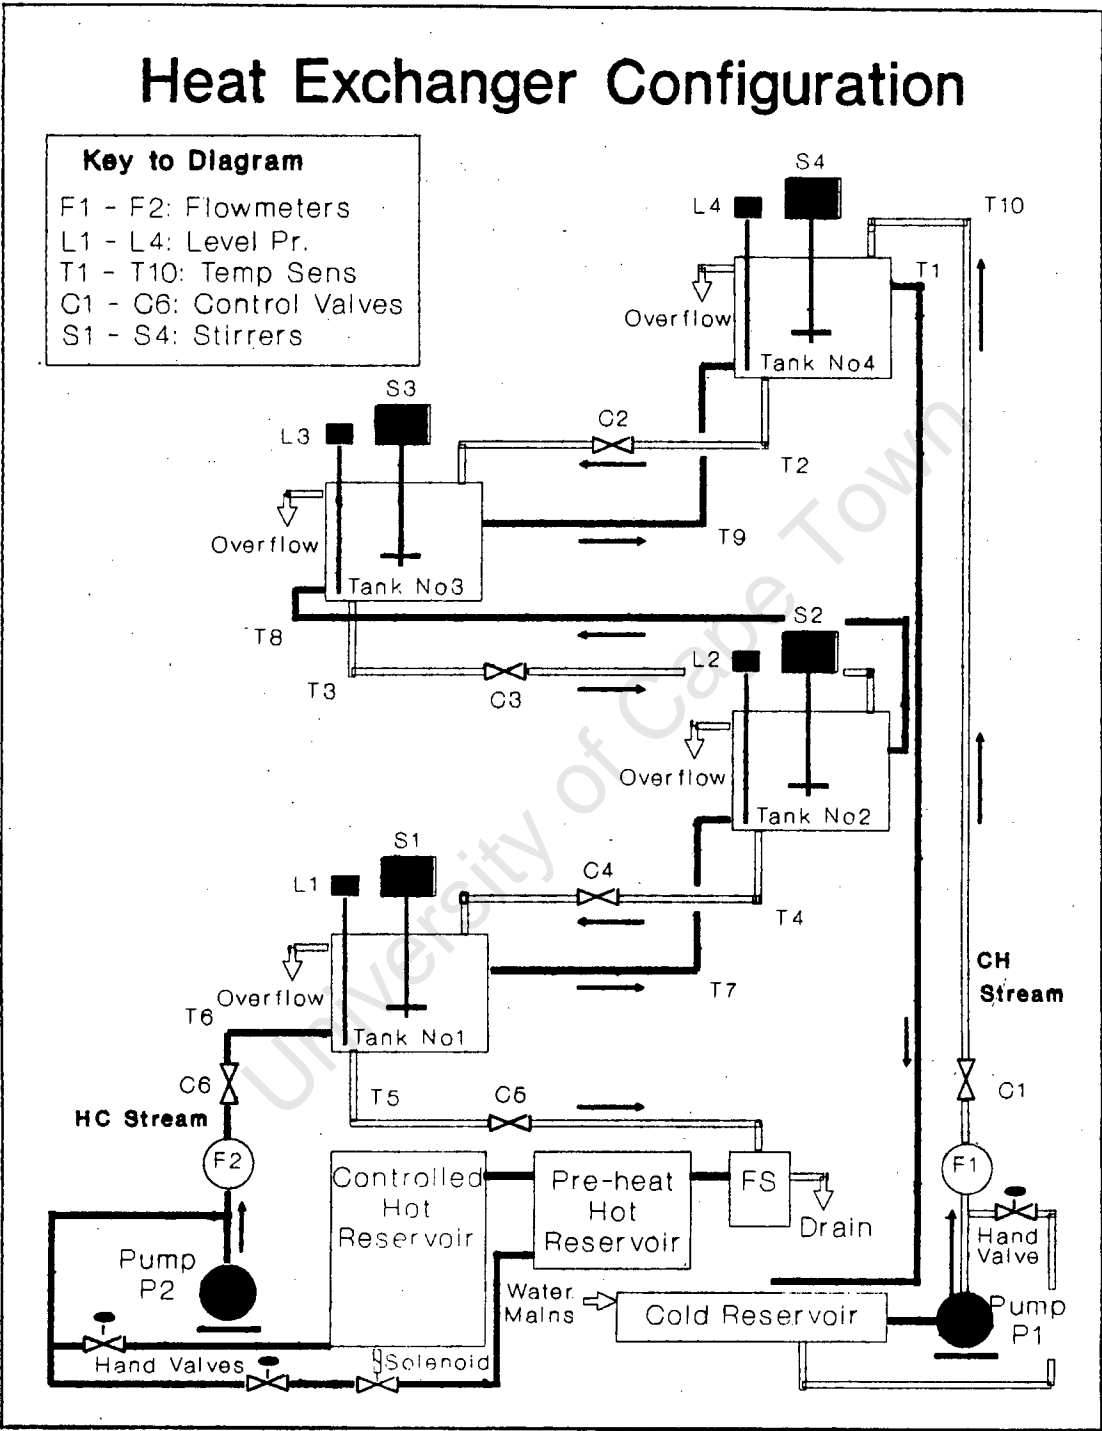 Heat Exchanger Configuration
Key to Diagram
F1 - F2: Flowmeters
L1 - L4: Level Pr.
T1 - T10: Temp Sens
C1 - C6: Control Valves
S1 - S4: Stirrers
S4
L4
T10
T1
Overflow
Tank No4
S3
L3
C2
T2
Overflow
T9
Tank No3
T8
S2
L2
T3
C3
Overflow
Tank No2
S1
L1
C4
T4
CH
Stream
Overflow
T7
T6
Tank No1
C6
T5
C5
C1
HC Stream
F2
F1
Controlled
Hot
Reservoir
Pre-heat
Hot
Reservoir
FS
Drain
Hand
Valve
Pump
P2
Water
Mains
Cold Reservoir
Pump
P1
Hand Valves
Solenoid
University of Cape Town